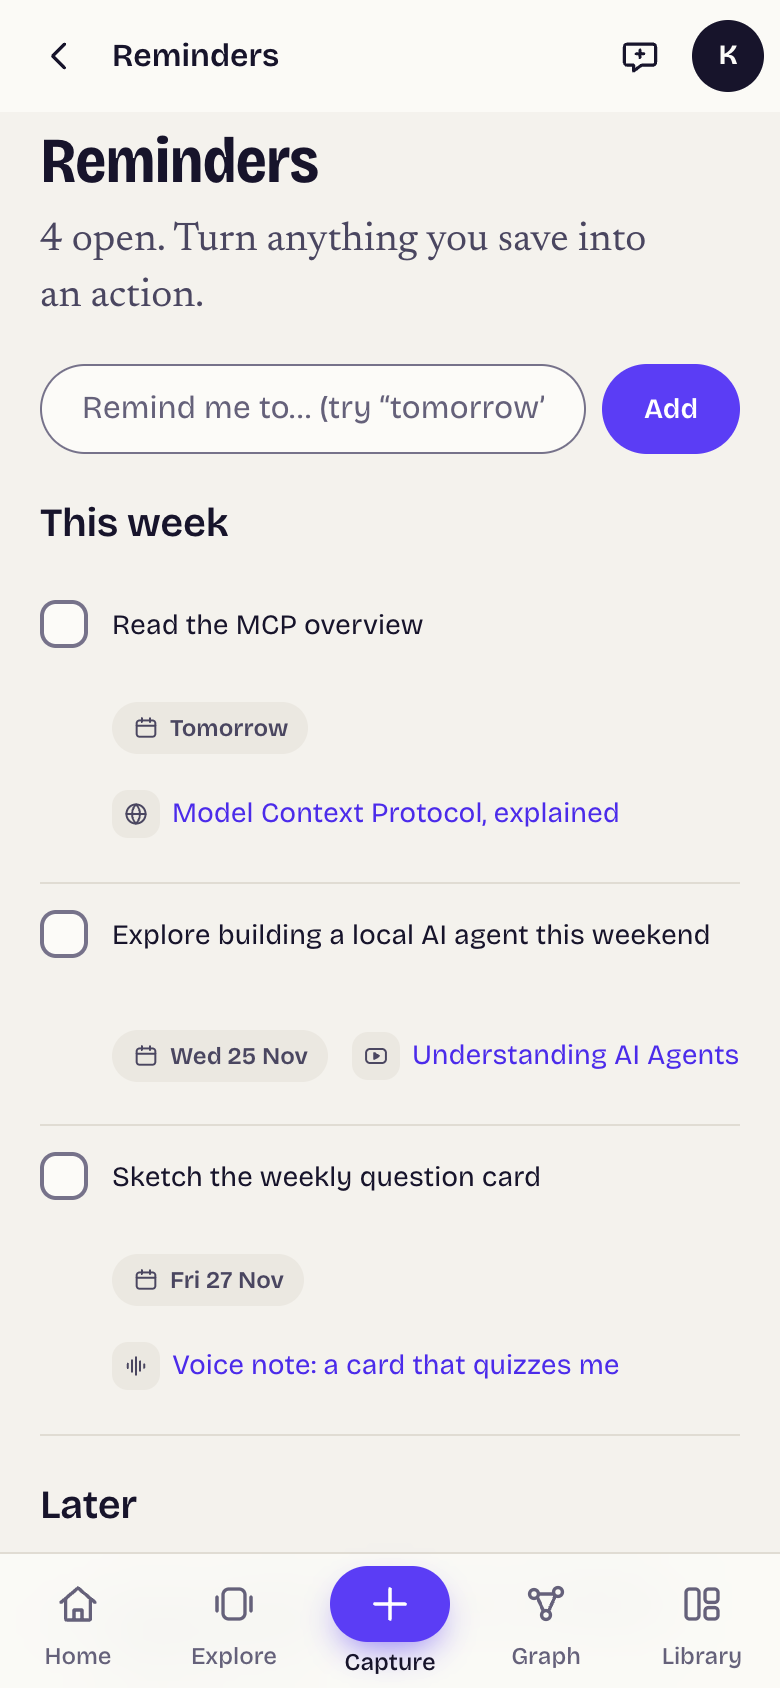 Reminders
K
Reminders
4 open. Turn anything you save into
an action.
Remind me to... (try “tomorrow’
Add
This week
Read the MCP overview
Tomorrow
Model Context Protocol, explained
Explore building a local AI agent this weekend
Wed 25 Nov
Understanding AI Agents
Sketch the weekly question card
Fri 27 Nov
Voice note: a card that quizzes me
Later
Home
Explore
Capture
Graph
Library